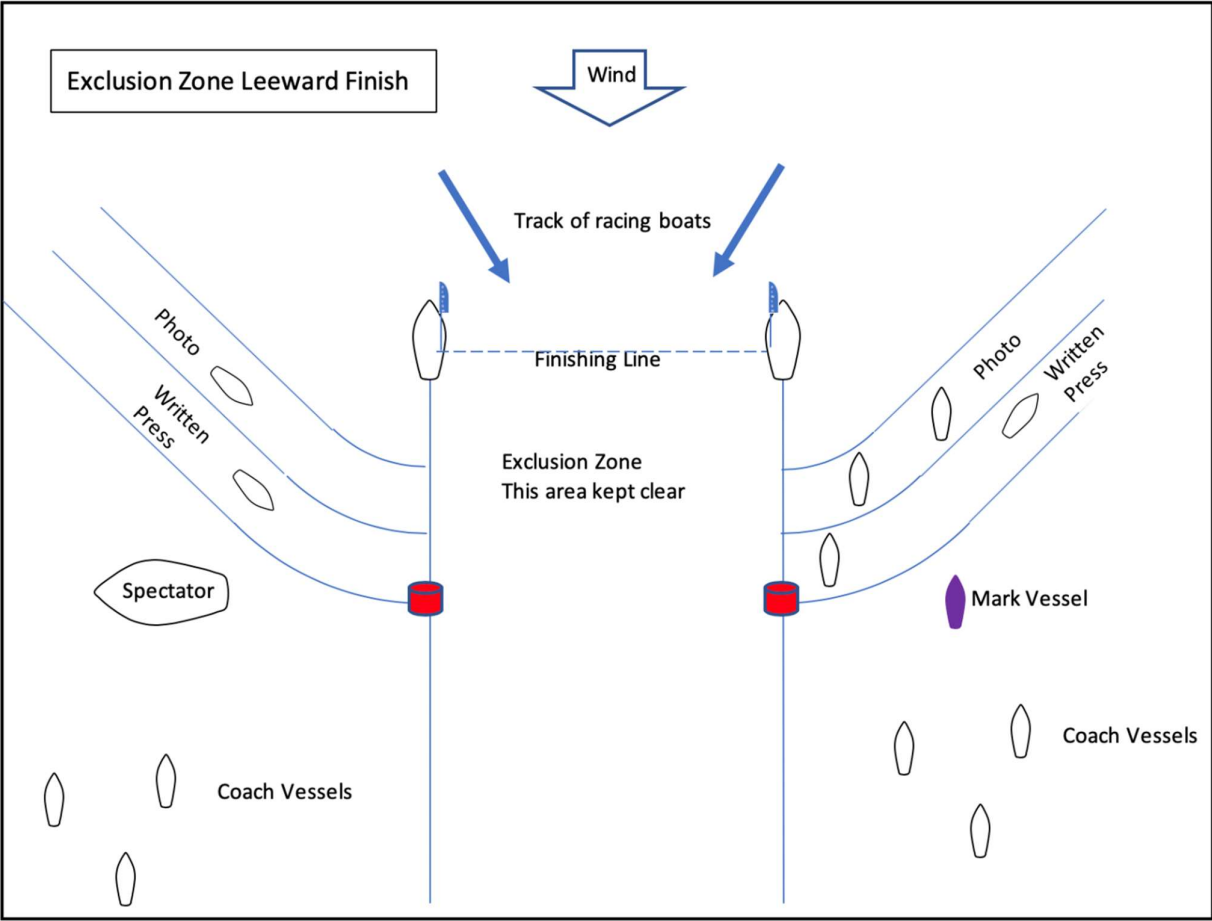 Exclusion Zone Leeward Finish
Wind
Track of racing boats
Finishing Line
Photo
Written
Press
Photo
Written
Press
Exclusion Zone
This area kept clear
Spectator
Mark Vessel
Coach Vessels
Coach Vessels